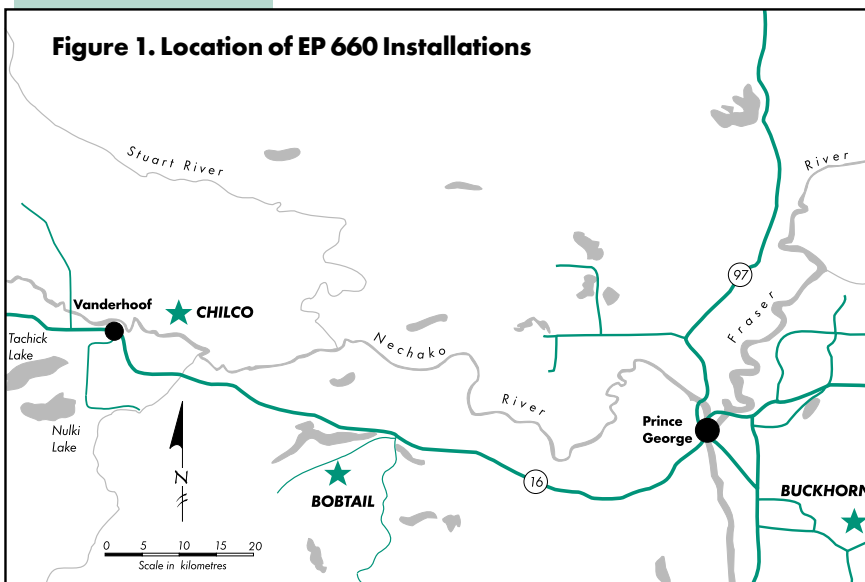 Figure 1. Location of EP 660 Installations
Stuart River
River
97
Vanderhoof
CHILCO
Fraser
Tachick
Lake
Nechako
River
Prince
George
Nulki
Lake
N
16
BOBTAIL
BUCKHORN
0 5 10 15 20
Scale in kilometres